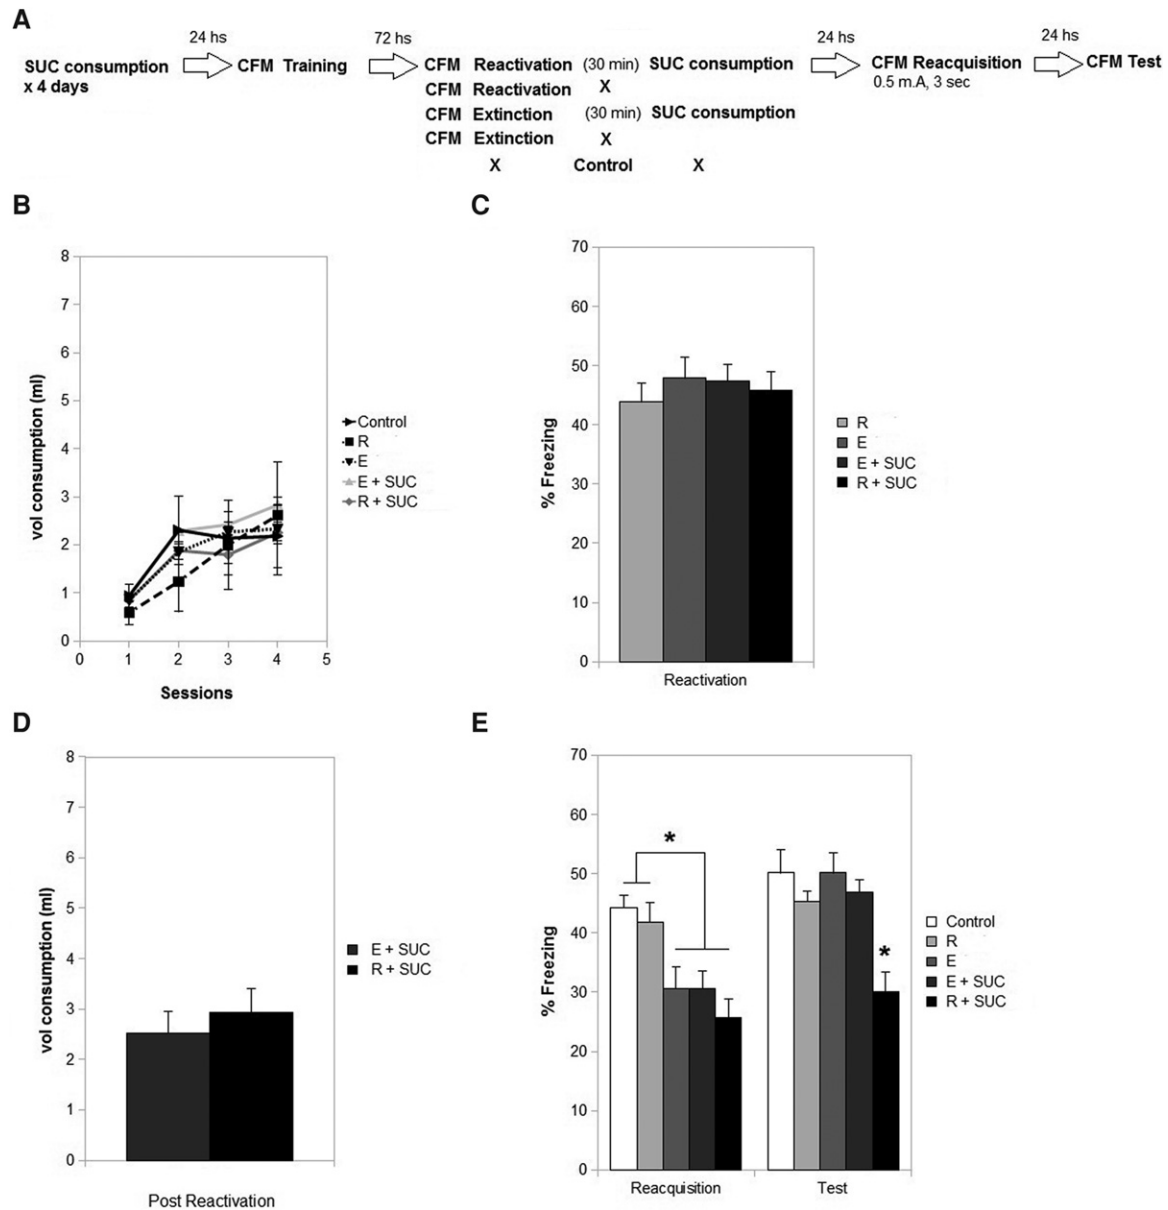 A
24 hs
72 hs
24 hs
24 hs
SUC consumption
x 4 days
CFM Training
CFM Reactivation (30 min) SUC consumption
CFM Reactivation X
CFM Extinction (30 min) SUC consumption
CFM Extinction X
X Control X
CFM Reacquisition
0.5 m.A, 3 sec
CFM Test
B
vol consumption (ml)
8
7
6
5
4
3
2
1
0
0 1 2 3 4 5
Sessions
Control
R
E
E + SUC
R + SUC
C
% Freezing
70
60
50
40
30
20
10
0
Reactivation
R
E
E + SUC
R + SUC
D
vol consumption (ml)
8
7
6
5
4
3
2
1
0
Post Reactivation
E + SUC
R + SUC
E
% Freezing
70
60
50
40
30
20
10
0
*
*
Reacquisition Test
Control
R
E
E + SUC
R + SUC